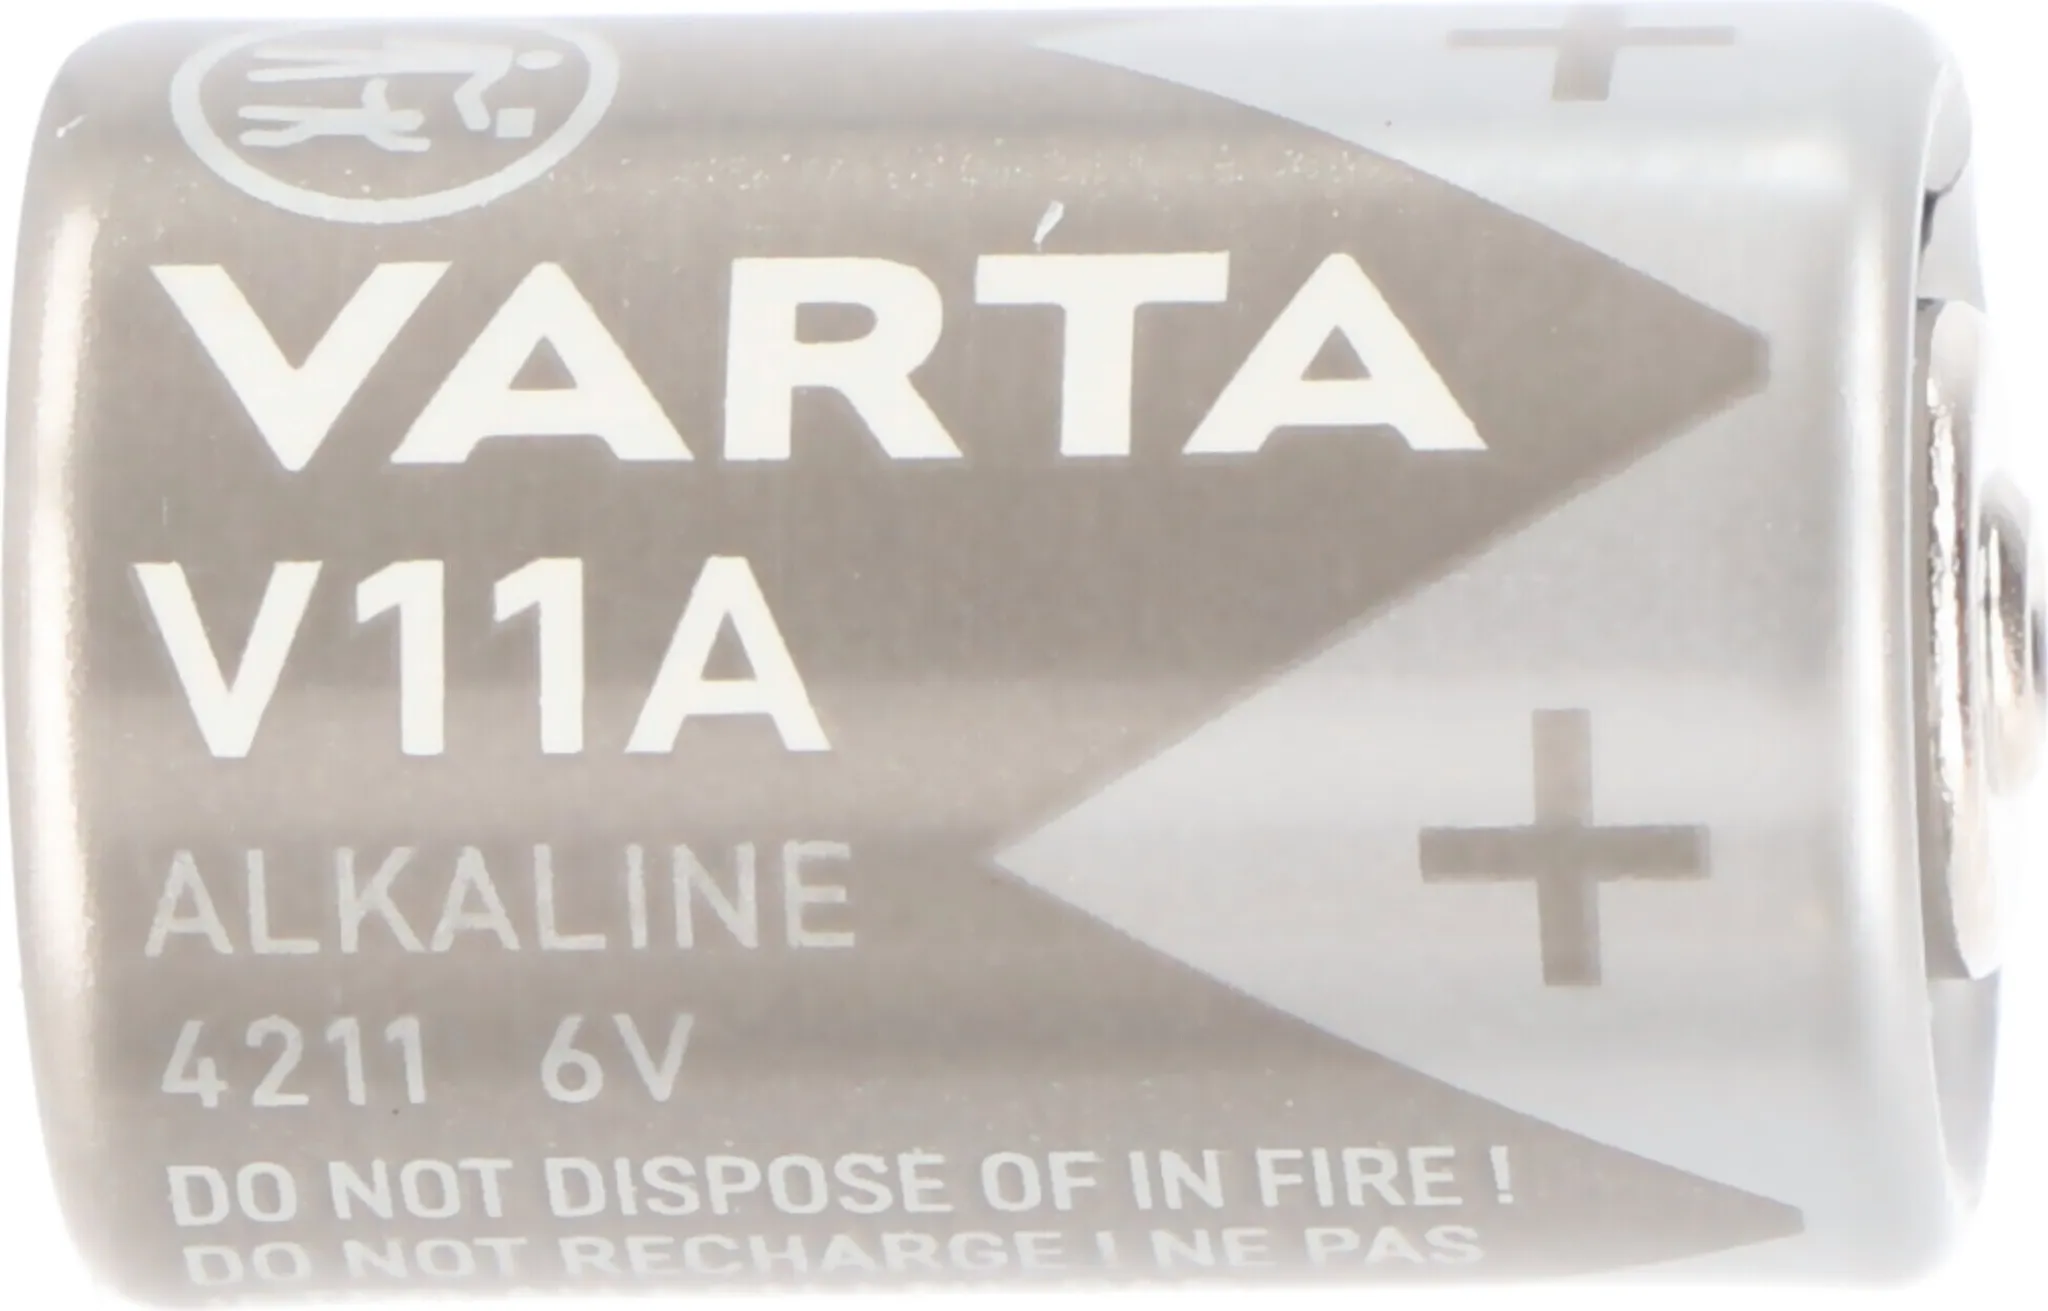 VARTA
V11A
ALKALINE
4211 6V
DO NOT DISPOSE OF IN FIRE !
DO NOT RECHARGE ! NE PAS